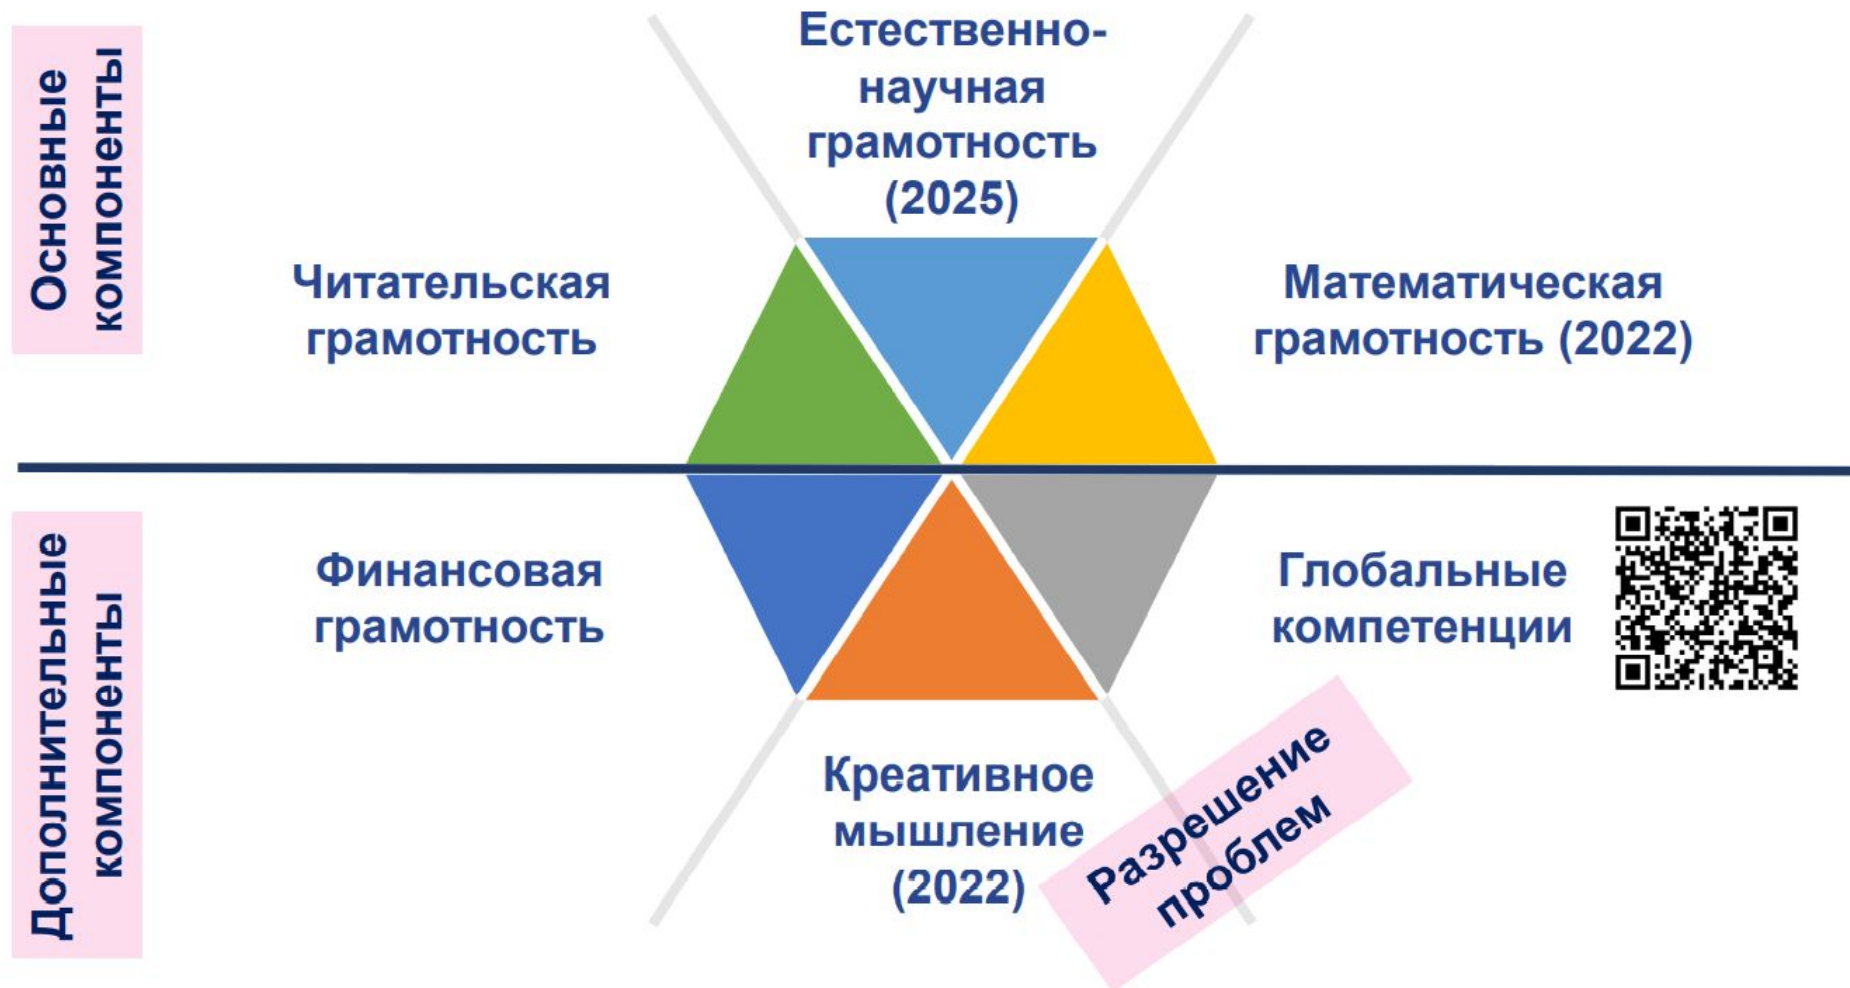 Основные
компоненты
Естественно-
научная
грамотность
(2025)
Читательская
грамотность
Математическая
грамотность (2022)
Дополнительные
компоненты
Финансовая
грамотность
Креативное
мышление
(2022)
Глобальные
компетенции
Разрешение
проблем